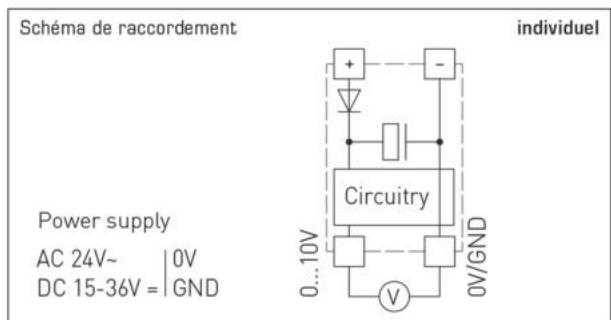 Schéma de raccordement
individuel
+
−
Circuitry
Power supply
AC 24V~ | 0V
DC 15-36V = | GND
0...10V
V
0V/GND